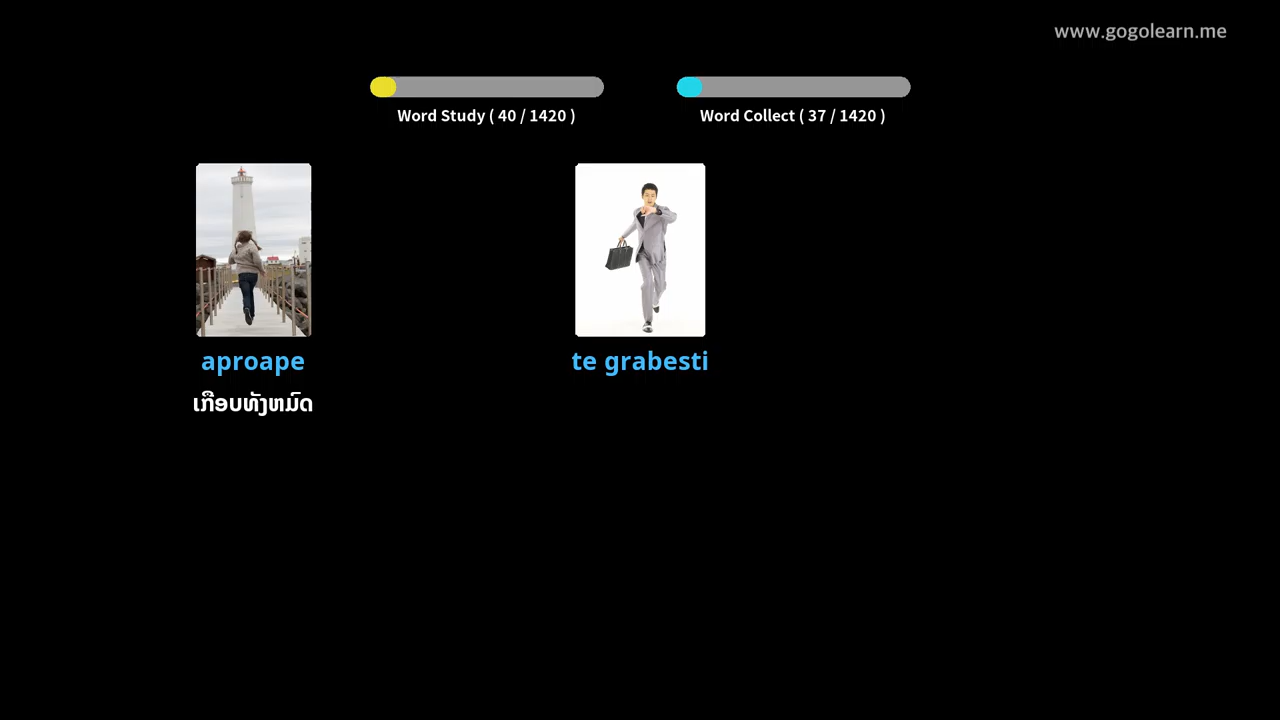 www.gogolearn.me
Word Study ( 40 / 1420 )
Word Collect ( 37 / 1420 )
aproape
te grabesti
ເກືອບທັງຫມົດ